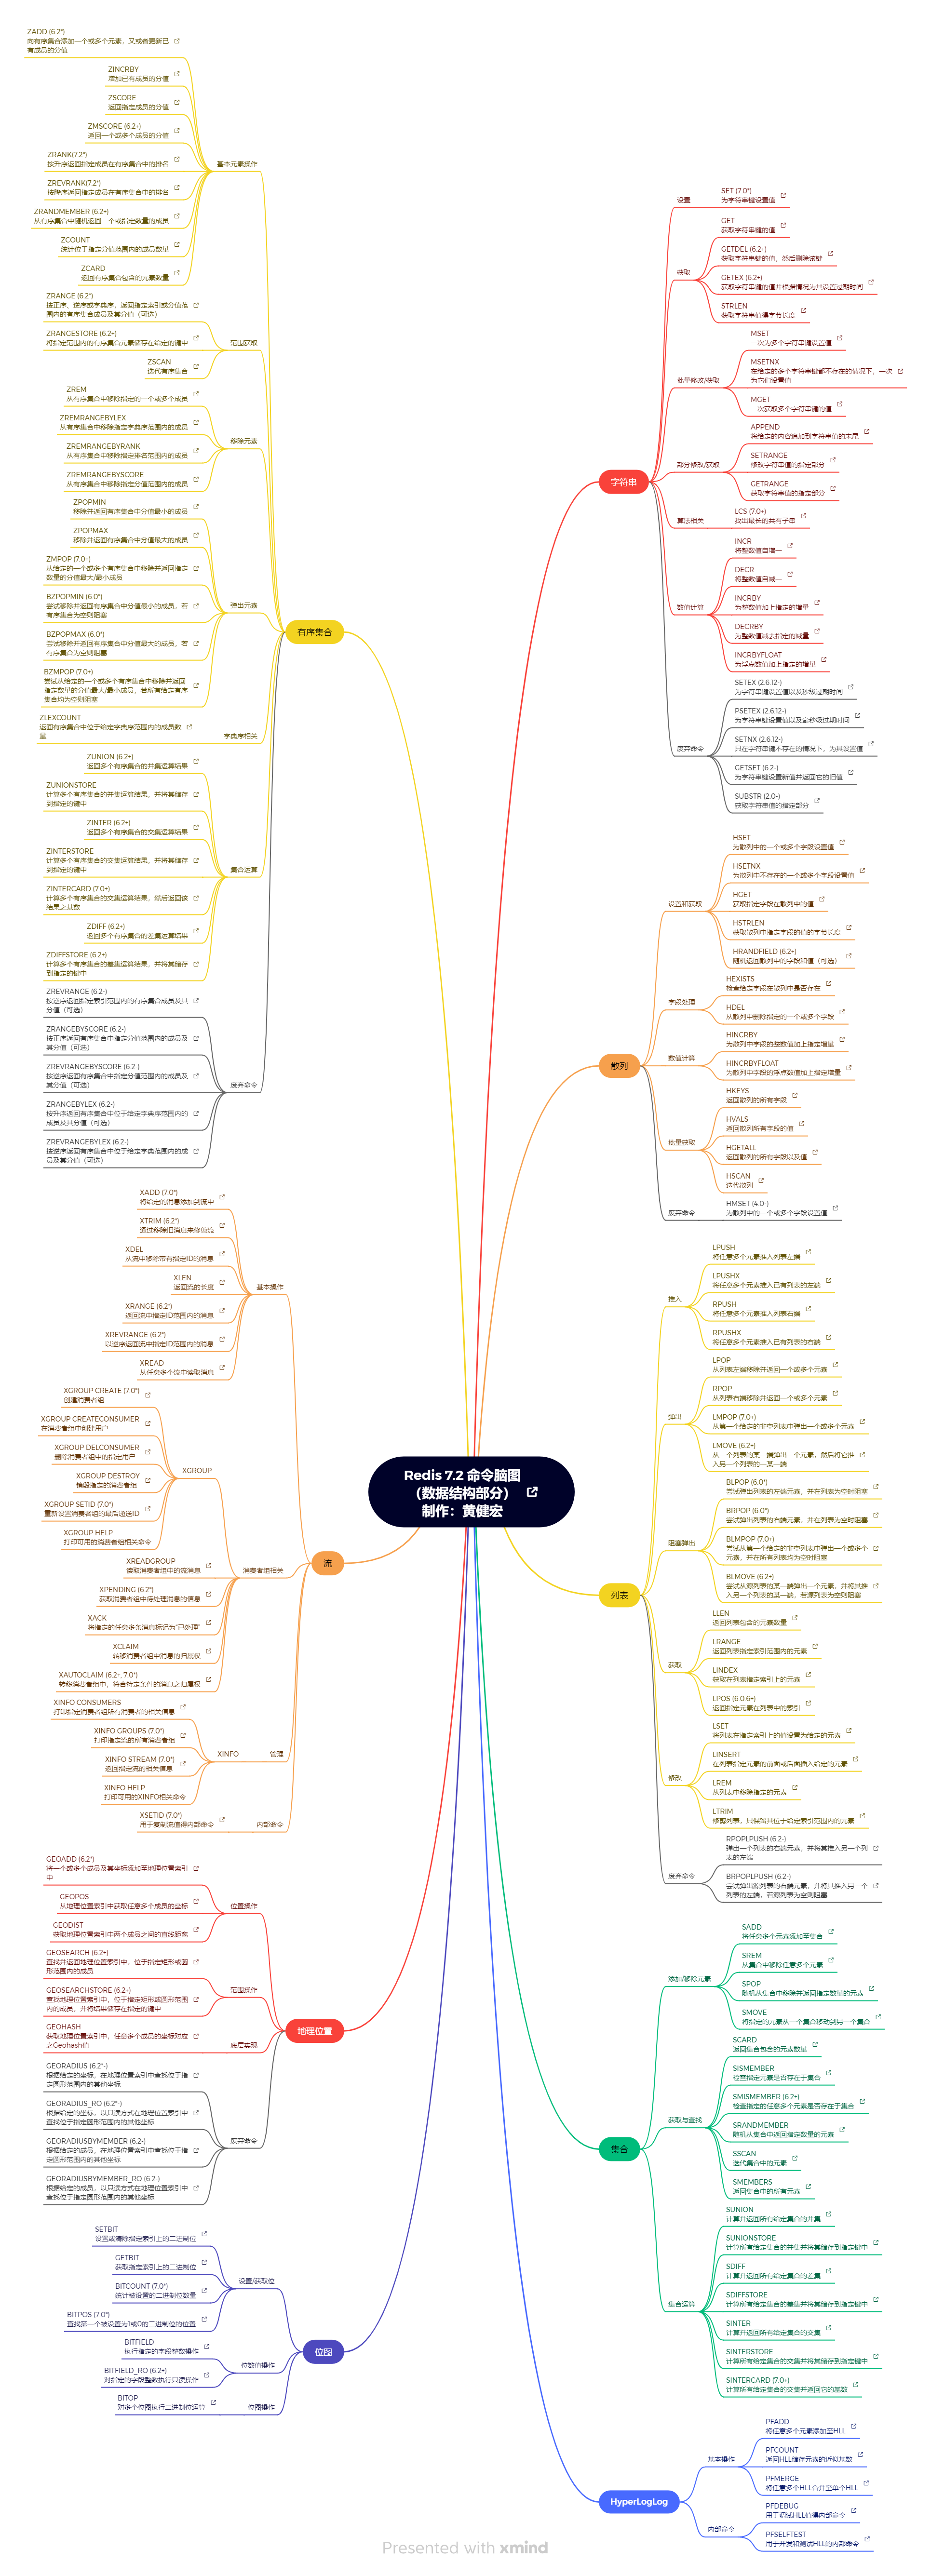 Redis 7.2 命令脑图
（数据结构部分）
制作：黄健宏
字符串
设置
SET (7.0*)
为字符串键设置值
获取
GET
获取字符串键的值
GETDEL (6.2+)
获取字符串键的值，然后删除该键
GETEX (6.2+)
获取字符串键的值并根据情况为其设置过期时间
STRLEN
获取字符串值得字节长度
批量修改/获取
MSET
一次为多个字符串键设置值
MSETNX
在给定的多个字符串键都不存在的情况下，一次
为它们设置值
MGET
一次获取多个字符串键的值
部分修改/获取
APPEND
将给定的内容追加到字符串值的末尾
SETRANGE
修改字符串值的指定部分
GETRANGE
获取字符串值的指定部分
算法相关
LCS (7.0+)
找出最长的共有子串
数值计算
INCR
将整数值自增一
DECR
将整数值自减一
INCRBY
为整数值加上指定的增量
DECRBY
为整数值减去指定的减量
INCRBYFLOAT
为浮点数值加上指定的增量
废弃命令
SETEX (2.6.12-)
为字符串键设置值以及秒级过期时间
PSETEX (2.6.12-)
为字符串键设置值以及毫秒级过期时间
SETNX (2.6.12-)
只在字符串键不存在的情况下，为其设置值
GETSET (6.2-)
为字符串键设置新值并返回它的旧值
SUBSTR (2.0-)
获取字符串值的指定部分
散列
设置和获取
HSET
为散列中的一个或多个字段设置值
HSETNX
为散列中不存在的一个或多个字段设置值
HGET
获取指定字段在散列中的值
HSTRLEN
获取散列中指定字段的值的字节长度
HRANDFIELD (6.2+)
随机返回散列中的字段和值（可选）
字段处理
HEXISTS
检查给定字段在散列中是否存在
HDEL
从散列中删除指定的一个或多个字段
数值计算
HINCRBY
为散列中字段的整数值加上指定增量
HINCRBYFLOAT
为散列中字段的浮点数值加上指定增量
批量获取
HKEYS
返回散列的所有字段
HVALS
返回散列所有字段的值
HGETALL
返回散列的所有字段以及值
HSCAN
迭代散列
废弃命令
HMSET (4.0-)
为散列中的一个或多个字段设置值
列表
推入
LPUSH
将任意多个元素推入列表左端
LPUSHX
将任意多个元素推入已有列表的左端
RPUSH
将任意多个元素推入列表右端
RPUSHX
将任意多个元素推入已有列表的右端
弹出
LPOP
从列表左端移除并返回一个或多个元素
RPOP
从列表右端移除并返回一个或多个元素
LMPOP (7.0+)
从第一个给定的非空列表中弹出一个或多个元素
LMOVE (6.2+)
从一个列表的某一端弹出一个元素，然后将它推
入另一个列表的一某一端
阻塞弹出
BLPOP (6.0*)
尝试弹出列表的左端元素，并在列表为空时阻塞
BRPOP (6.0*)
尝试弹出列表的右端元素，并在列表为空时阻塞
BLMPOP (7.0+)
尝试从第一个给定的非空列表中弹出一个或多个
元素，并在所有列表均为空时阻塞
BLMOVE (6.2+)
尝试从源列表的某一端弹出一个元素，并将其推
入另一个列表的某一端，若源列表为空则阻塞
获取
LLEN
返回列表包含的元素数量
LRANGE
返回列表指定索引范围内的元素
LINDEX
获取在列表指定索引上的元素
LPOS (6.0.6+)
返回指定元素在列表中的索引
修改
LSET
将列表在指定索引上的值设置为给定的元素
LINSERT
在列表指定元素的前面或后面插入给定的元素
LREM
从列表中移除指定的元素
LTRIM
修剪列表，只保留其位于给定索引范围内的元素
废弃命令
RPOPLPUSH (6.2-)
弹出一个列表的右端元素，并将其推入另一个列
表的左端
BRPOPLPUSH (6.2-)
尝试弹出源列表的右端元素，并将其推入另一个
列表的左端，若源列表为空则阻塞
集合
添加/移除元素
SADD
将任意多个元素添加至集合
SREM
从集合中移除任意多个元素
SPOP
随机从集合中移除并返回指定数量的元素
SMOVE
将指定的元素从一个集合移动到另一个集合
获取与查找
SCARD
返回集合包含的元素数量
SISMEMBER
检查指定元素是否存在于集合
SMISMEMBER (6.2+)
检查指定的任意多个元素是否存在于集合
SRANDMEMBER
随机从集合中返回指定数量的元素
SSCAN
迭代集合中的元素
SMEMBERS
返回集合中的所有元素
集合运算
SUNION
计算并返回所有给定集合的并集
SUNIONSTORE
计算所有给定集合的并集并将其储存到指定键中
SDIFF
计算并返回所有给定集合的差集
SDIFFSTORE
计算所有给定集合的差集并将其储存到指定键中
SINTER
计算并返回所有给定集合的交集
SINTERSTORE
计算所有给定集合的交集并将其储存到指定键中
SINTERCARD (7.0+)
计算所有给定集合的交集并返回它的基数
HyperLogLog
基本操作
PFADD
将任意多个元素添加至HLL
PFCOUNT
返回HLL储存元素的近似基数
PFMERGE
将任意多个HLL合并至单个HLL
内部命令
PFDEBUG
用于调试HLL值得内部命令
PFSELFTEST
用于开发和测试HLL的内部命令
有序集合
基本元素操作
ZADD (6.2*)
向有序集合添加一个或多个元素，又或者更新已
有成员的分值
ZINCRBY
增加已有成员的分值
ZSCORE
返回指定成员的分值
ZMSCORE (6.2+)
返回一个或多个成员的分值
ZRANK(7.2*)
按升序返回指定成员在有序集合中的排名
ZREVRANK(7.2*)
按降序返回指定成员在有序集合中的排名
ZRANDMEMBER (6.2+)
从有序集合中随机返回一个或指定数量的成员
ZCOUNT
统计位于指定分值范围内的成员数量
ZCARD
返回有序集合包含的元素数量
范围获取
ZRANGE (6.2*)
按正序、逆序或字典序，返回指定索引或分值范
围内的有序集合成员及其分值（可选）
ZRANGESTORE (6.2+)
将指定范围内的有序集合元素储存在给定的键中
ZSCAN
迭代有序集合
移除元素
ZREM
从有序集合中移除指定的一个或多个成员
ZREMRANGEBYLEX
从有序集合中移除指定字典序范围内的成员
ZREMRANGEBYRANK
从有序集合中移除指定排名范围内的成员
ZREMRANGEBYSCORE
从有序集合中移除指定分值范围内的成员
弹出元素
ZPOPMIN
移除并返回有序集合中分值最小的成员
ZPOPMAX
移除并返回有序集合中分值最大的成员
ZMPOP (7.0+)
从给定的一个或多个有序集合中移除并返回指定
数量的分值最大/最小成员
BZPOPMIN (6.0*)
尝试移除并返回有序集合中分值最小的成员，若
有序集合为空则阻塞
BZPOPMAX (6.0*)
尝试移除并返回有序集合中分值最大的成员，若
有序集合为空则阻塞
BZMPOP (7.0+)
尝试从给定的一个或多个有序集合中移除并返回
指定数量的分值最大/最小成员，若所有给定有序
集合均为空则阻塞
字典序相关
ZLEXCOUNT
返回有序集合中位于给定字典序范围内的成员数
量
集合运算
ZUNION (6.2+)
返回多个有序集合的并集运算结果
ZUNIONSTORE
计算多个有序集合的并集运算结果，并将其储存
到指定的键中
ZINTER (6.2+)
返回多个有序集合的交集运算结果
ZINTERSTORE
计算多个有序集合的交集运算结果，并将其储存
到指定的键中
ZINTERCARD (7.0+)
计算多个有序集合的交集运算结果，然后返回该
结果之基数
ZDIFF (6.2+)
返回多个有序集合的差集运算结果
ZDIFFSTORE (6.2+)
计算多个有序集合的差集运算结果，并将其储存
到指定的键中
废弃命令
ZREVRANGE (6.2-)
按逆序返回指定索引范围内的有序集合成员及其
分值（可选）
ZRANGEBYSCORE (6.2-)
按正序返回有序集合中指定分值范围内的成员及
其分值（可选）
ZREVRANGEBYSCORE (6.2-)
按逆序返回有序集合中指定分值范围内的成员及
其分值（可选）
ZRANGEBYLEX (6.2-)
按升序返回有序集合中位于给定字典序范围内的
成员及其分值（可选）
ZREVRANGEBYLEX (6.2-)
按逆序返回有序集合中位于给定字典范围内的成
员及其分值（可选）
流
基本操作
XADD (7.0*)
将给定的消息添加到流中
XTRIM (6.2*)
通过移除旧消息来修剪流
XDEL
从流中移除带有指定ID的消息
XLEN
返回流的长度
XRANGE (6.2*)
返回流中指定ID范围内的消息
XREVRANGE (6.2*)
以逆序返回流中指定ID范围内的消息
XREAD
从任意多个流中读取消息
消费者组相关
XGROUP
XGROUP CREATE (7.0*)
创建消费者组
XGROUP CREATECONSUMER
在消费者组中创建用户
XGROUP DELCONSUMER
删除消费者组中的指定用户
XGROUP DESTROY
销毁指定的消费者组
XGROUP SETID (7.0*)
重新设置消费者组的最后递送ID
XGROUP HELP
打印可用的消费者组相关命令
XREADGROUP
读取消费者组中的流消息
XPENDING (6.2*)
获取消费者组中待处理消息的信息
XACK
将指定的任意多条消息标记为“已处理”
XCLAIM
转移消费者组中消息的归属权
XAUTOCLAIM (6.2+, 7.0*)
转移消费者组中，符合特定条件的消息之归属权
管理
XINFO
XINFO CONSUMERS
打印指定消费者组所有消费者的相关信息
XINFO GROUPS (7.0*)
打印指定流的所有消费者组
XINFO STREAM (7.0*)
返回指定流的相关信息
XINFO HELP
打印可用的XINFO相关命令
内部命令
XSETID (7.0*)
用于复制流值得内部命令
地理位置
位置操作
GEOADD (6.2*)
将一个或多个成员及其坐标添加至地理位置索引
中
GEOPOS
从地理位置索引中获取任意多个成员的坐标
GEODIST
获取地理位置索引中两个成员之间的直线距离
范围操作
GEOSEARCH (6.2+)
查找并返回地理位置索引中，位于指定矩形或圆
形范围内的成员
GEOSEARCHSTORE (6.2+)
查找地理位置索引中，位于指定矩形或圆形范围
内的成员，并将结果储存在指定的键中
底层实现
GEOHASH
获取地理位置索引中，任意多个成员的坐标对应
之Geohash值
废弃命令
GEORADIUS (6.2*-)
根据给定的坐标，在地理位置索引中查找位于指
定圆形范围内的其他坐标
GEORADIUS_RO (6.2*-)
根据给定的坐标，以只读方式在地理位置索引中
查找位于指定圆形范围内的其他坐标
GEORADIUSBYMEMBER (6.2-)
根据给定的成员，在地理位置索引中查找位于指
定圆形范围内的其他坐标
GEORADIUSBYMEMBER_RO (6.2-)
根据给定的成员，以只读方式在地理位置索引中
查找位于指定圆形范围内的其他坐标
位图
设置/获取位
SETBIT
设置或清除指定索引上的二进制位
GETBIT
获取指定索引上的二进制位
BITCOUNT (7.0*)
统计被设置的二进制位数量
BITPOS (7.0*)
查找第一个被设置为1或0的二进制位的位置
位数值操作
BITFIELD
执行指定的字段整数操作
BITFIELD_RO (6.2+)
对指定的字段整数执行只读操作
位图操作
BITOP
对多个位图执行二进制位运算
Presented with xmind